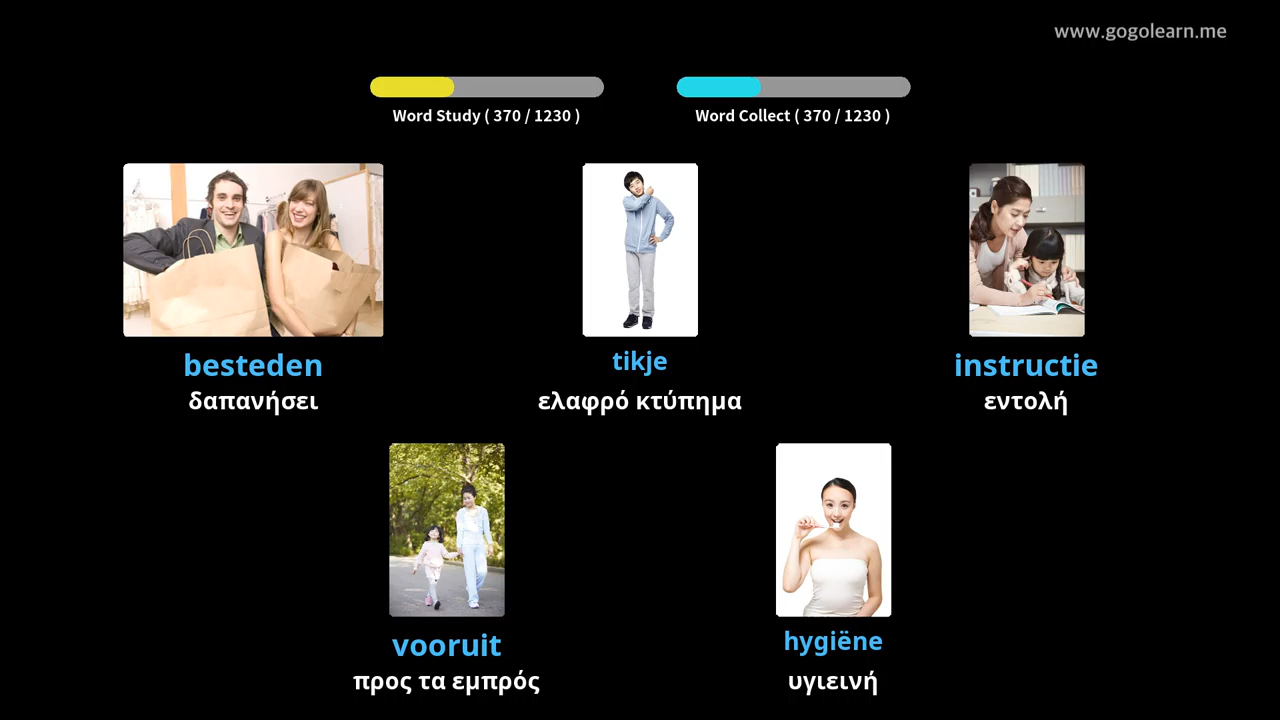 www.gogolearn.me
Word Study ( 370 / 1230 )
Word Collect ( 370 / 1230 )
besteden
δαπανήσει
tikje
ελαφρό κτύπημα
instructie
εντολή
vooruit
προς τα εμπρός
hygiëne
υγιεινή